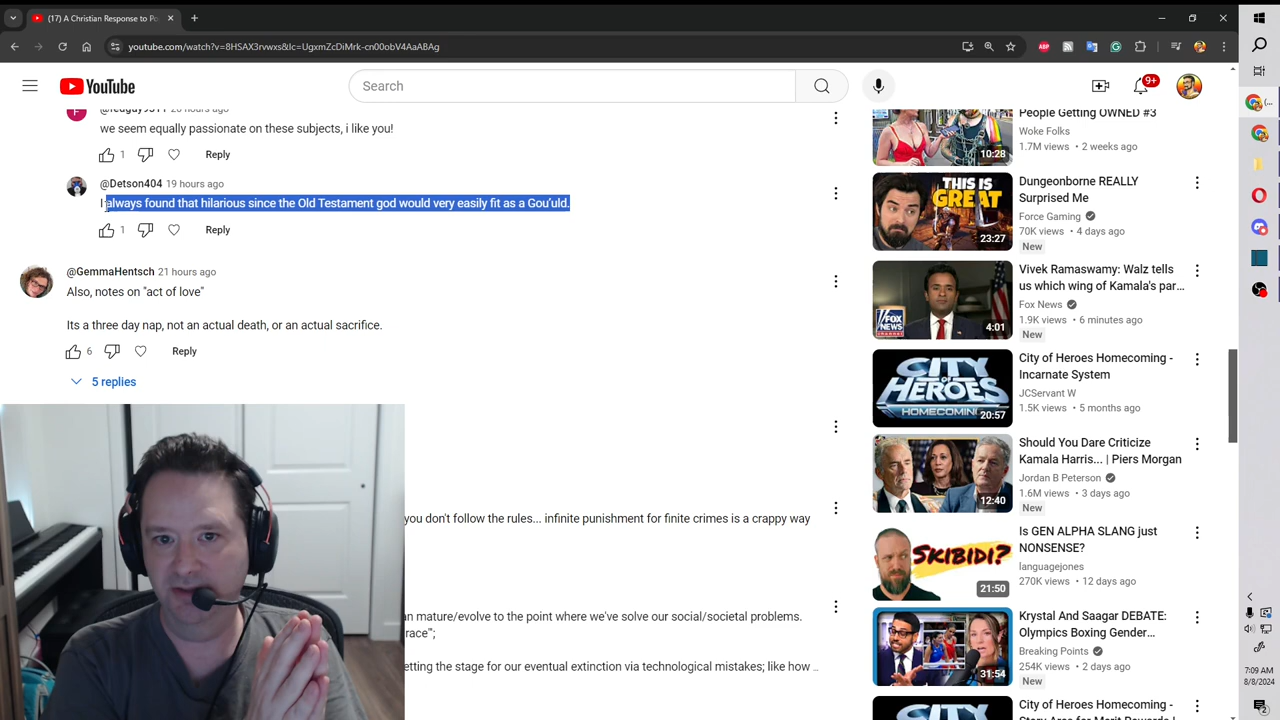 (17) A Christian Response to Po
youtube.com/watch?v=8HSAX3rvwxs&lc=UgxmZcDiMrk-cn00obV4AaABAg
YouTube
Search
9+
20 hours ago
we seem equally passionate on these subjects, i like you!
1
Reply
@Detson404 19 hours ago
I always found that hilarious since the Old Testament god would very easily fit as a Gou'uld.
1
Reply
@GemmaHentsch 21 hours ago
Also, notes on "act of love"
Its a three day nap, not an actual death, or an actual sacrifice.
6
Reply
5 replies
you don't follow the rules... infinite punishment for finite crimes is a crappy way
n mature/evolve to the point where we've solve our social/societal problems.
race'";
etting the stage for our eventual extinction via technological mistakes; like how ...
People Getting OWNED #3
Woke Folks
1.7M views • 2 weeks ago
10:28
THIS IS
GREAT
23:27
Dungeonborne REALLY
Surprised Me
Force Gaming
70K views • 4 days ago
New
FOX
NEWS
channel
4:01
Vivek Ramaswamy: Walz tells
us which wing of Kamala's par...
Fox News
1.9K views • 6 minutes ago
New
CITY
OF
HEROES
HOMECOMING
20:57
City of Heroes Homecoming -
Incarnate System
JCServant W
1.5K views • 5 months ago
12:40
Should You Dare Criticize
Kamala Harris... | Piers Morgan
Jordan B Peterson
1.6M views • 3 days ago
New
SKIBIDI?
21:50
Is GEN ALPHA SLANG just
NONSENSE?
languagejones
270K views • 12 days ago
31:54
Krystal And Saagar DEBATE:
Olympics Boxing Gender...
Breaking Points
254K views • 2 days ago
New
CITY
City of Heroes Homecoming -
7:09 AM
8/8/2024
2